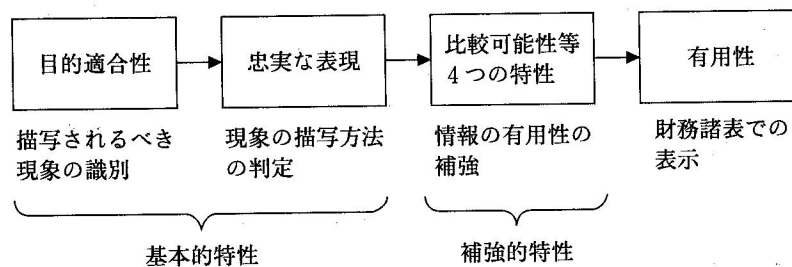 目的適合性
忠実な表現
比較可能性等
4つの特性
有用性
描写されるべき
現象の識別
現象の描写方法
の判定
情報の有用性の
補強
財務諸表での
表示
基本的特性
補強的特性